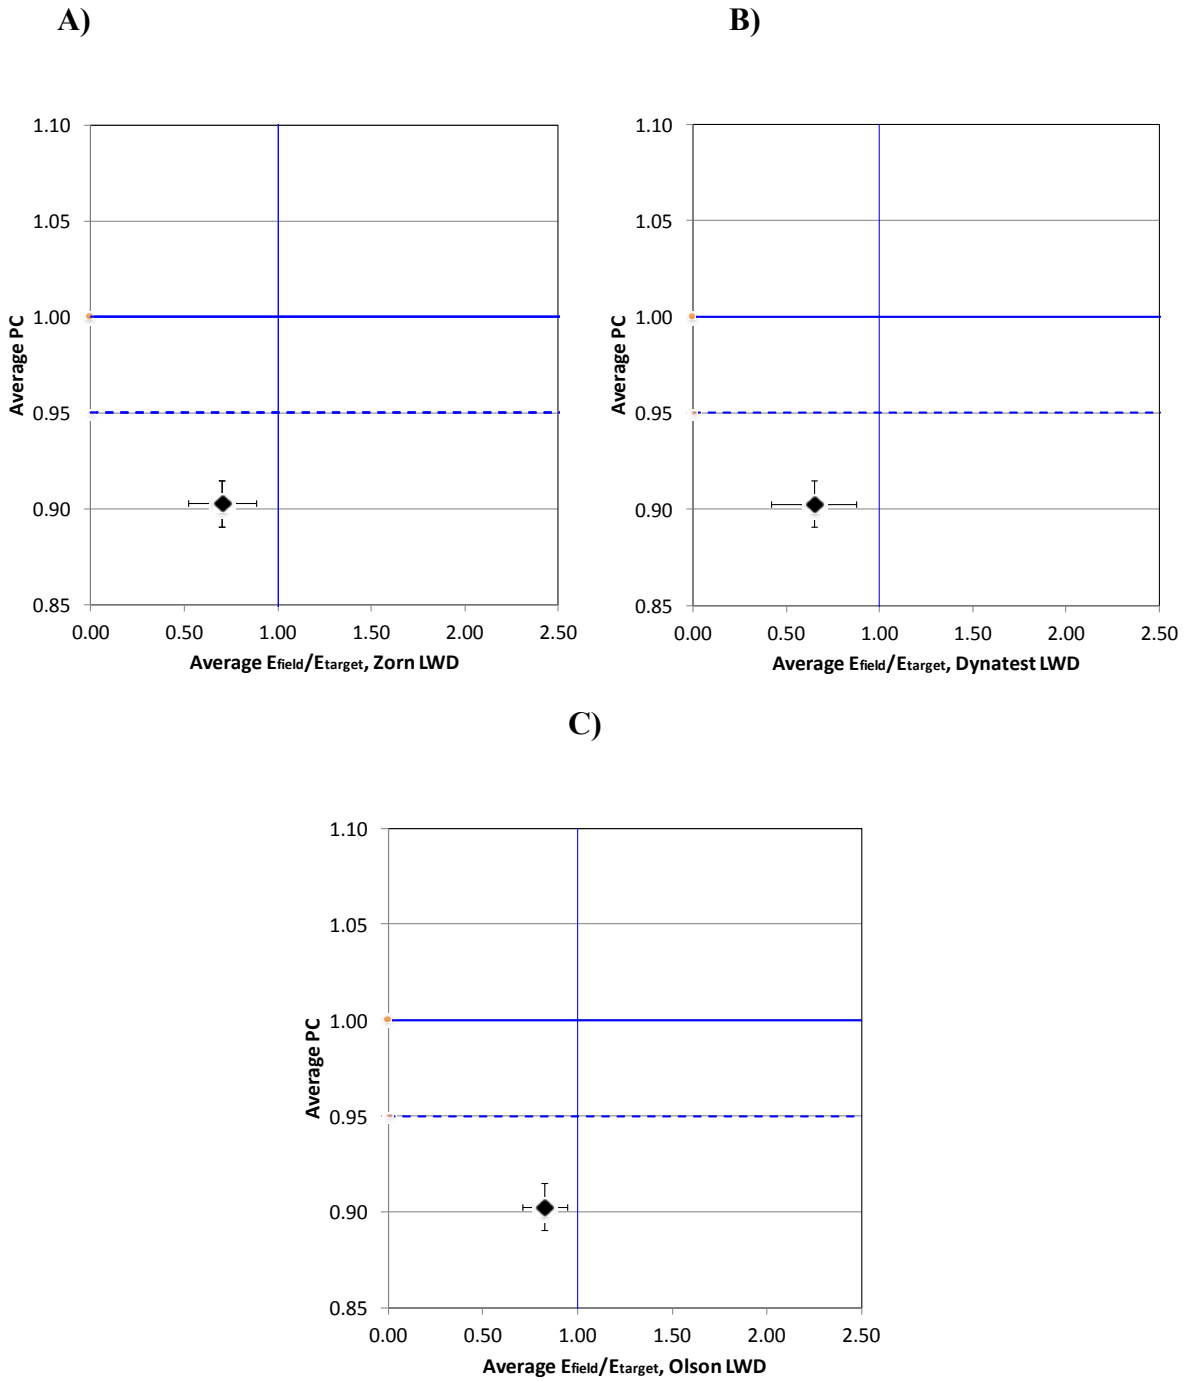 A)
B)
1.10
1.05
1.00
0.95
0.90
0.85
Average PC
0.00 0.50 1.00 1.50 2.00 2.50
Average Efield/Etarget, Zorn LWD
1.10
1.05
1.00
0.95
0.90
0.85
Average PC
0.00 0.50 1.00 1.50 2.00 2.50
Average Efield/Etarget, Dynatest LWD
C)
1.10
1.05
1.00
0.95
0.90
0.85
Average PC
0.00 0.50 1.00 1.50 2.00 2.50
Average Efield/Etarget, Olson LWD